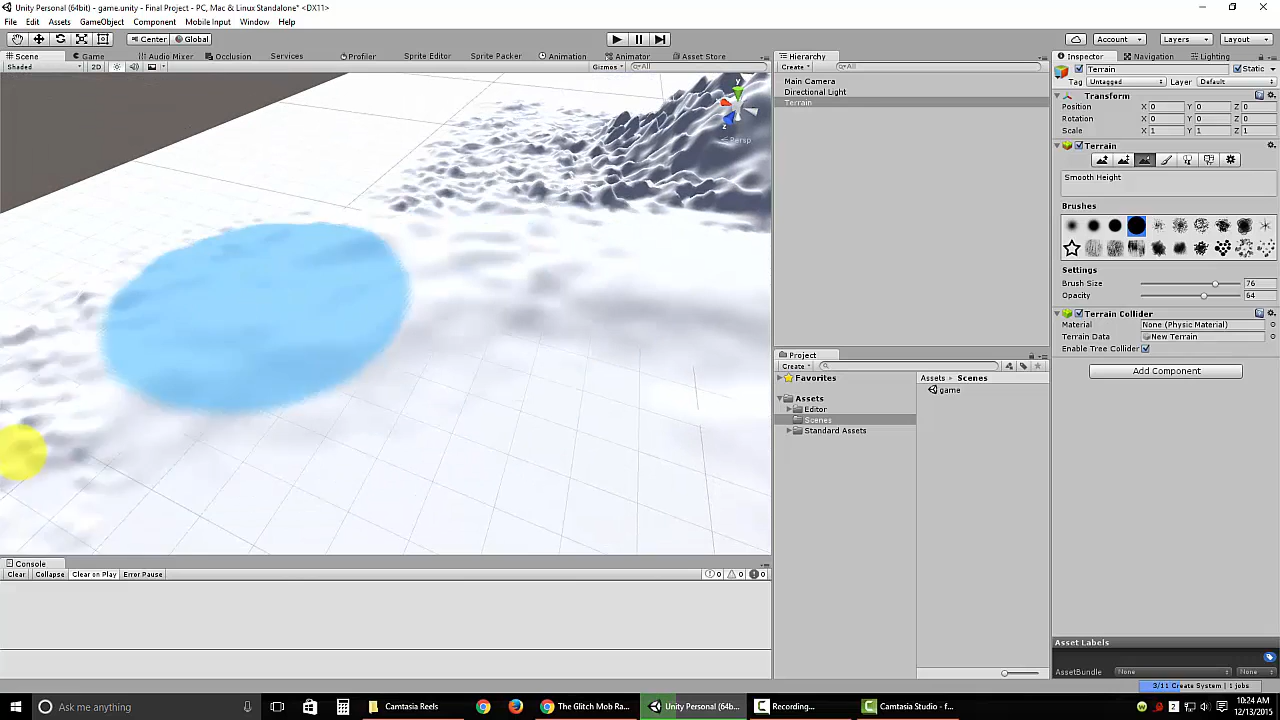 Unity Personal (64bit) - game.unity - Final Project - PC, Mac & Linux Standalone* <DX11>
File Edit Assets GameObject Component Mobile Input Window Help
Center Global Account Layers Layout
Scene Game Audio Mixer Occlusion Services Profiler Sprite Editor Sprite Packer Animation Animator Asset Store
Shaded 2D Gizmos All
y
z
Persp
Hierarchy
Create All
Main Camera
Directional Light
Terrain
Project
Create
Favorites
Assets
Editor
Scenes
Standard Assets
Assets Scenes
game
Inspector Navigation Lighting
Terrain Static
Tag Untagged Layer Default
Transform
Position X 0 Y 0 Z 0
Rotation X 0 Y 0 Z 0
Scale X 1 Y 1 Z 1
Terrain
Smooth Height
Brushes
Settings
Brush Size 76
Opacity 64
Terrain Collider
Material None (Physic Material)
Terrain Data New Terrain
Enable Tree Collider
Add Component
Asset Labels
AssetBundle None None
3/11 Create System | 1 jobs
Console
Clear Collapse Clear on Play Error Pause 0 0 0
Ask me anything
Camtasia Reels
The Glitch Mob Ra...
Unity Personal (64b...
Recording...
Camtasia Studio - f...
2
10:24 AM
12/13/2015